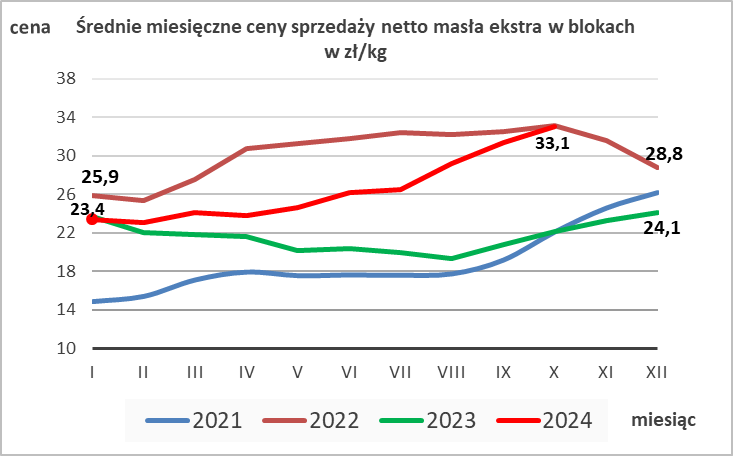 cena
Średnie miesięczne ceny sprzedaży netto masła ekstra w blokach
w zł/kg
38
34
30
26
22
18
14
10
25,9
23,4
33,1
28,8
24,1
I II III IV V VI VII VIII IX X XI XII
2021 2022 2023 2024
miesiąc